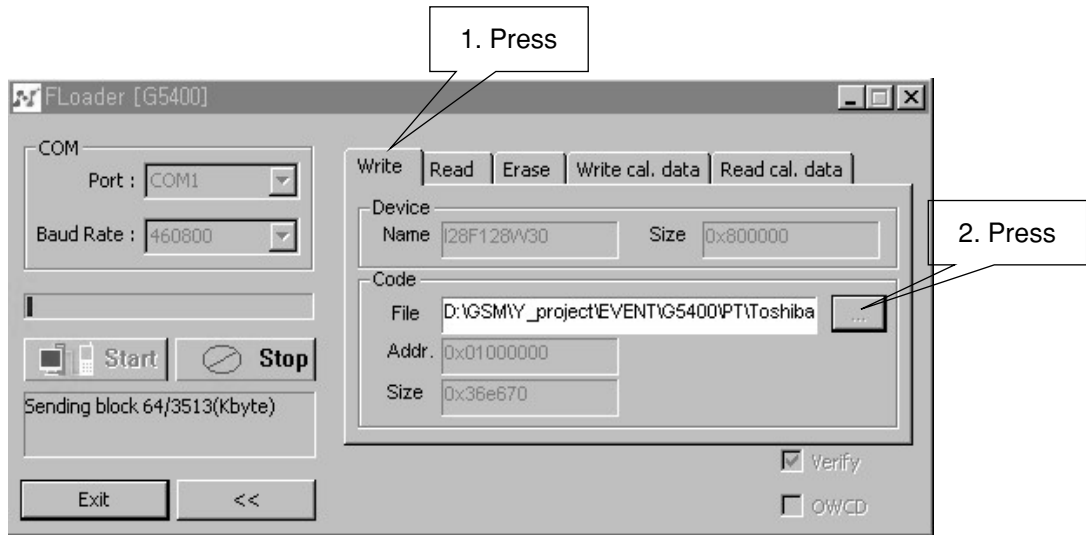 1. Press
FLoader [G5400]
COM
Port : COM1
Baud Rate : 460800
Start Stop
Sending block 64/3513(Kbyte)
Exit <<
Write Read Erase Write cal. data Read cal. data
Device
Name I28F128W30 Size 0x800000
Code
File D:\GSM\Y_project\EVENT\G5400\PT\Toshiba ...
Addr. 0x01000000
Size 0x36e670
2. Press
Verify
OWCD